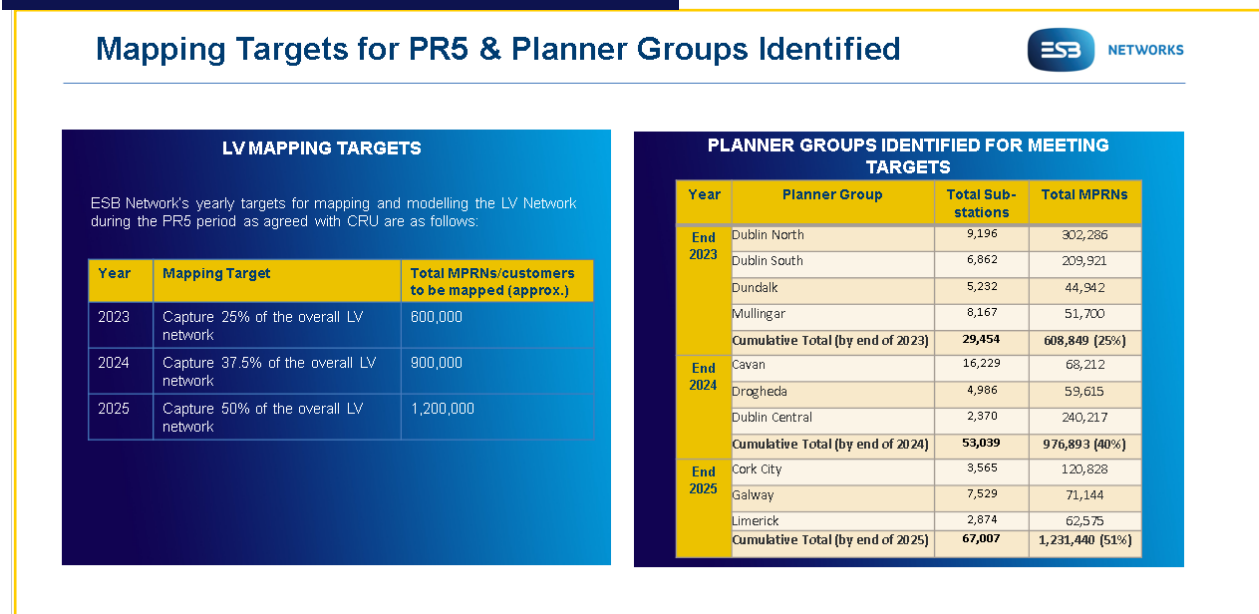 Mapping Targets for PR5 & Planner Groups Identified
ESB NETWORKS
LV MAPPING TARGETS
ESB Network's yearly targets for mapping and modelling the LV Network
during the PR5 period as agreed with CRU are as follows:
Year Mapping Target Total MPRNs/customers
to be mapped (approx.)
2023 Capture 25% of the overall LV 600,000
network
2024 Capture 37.5% of the overall LV 900,000
network
2025 Capture 50% of the overall LV 1,200,000
network
PLANNER GROUPS IDENTIFIED FOR MEETING
TARGETS
Year Planner Group Total Sub- Total MPRNs
stations
End Dublin North 9,196 302,286
2023 Dublin South 6,862 209,921
Dundalk 5,232 44,942
Mullingar 8,167 51,700
Cumulative Total (by end of 2023) 29,454 608,849 (25%)
End Cavan 16,229 68,212
2024 Drogheda 4,986 59,615
Dublin Central 2,370 240,217
Cumulative Total (by end of 2024) 53,039 976,893 (40%)
End Cork City 3,565 120,828
2025 Galway 7,529 71,144
Limerick 2,874 62,575
Cumulative Total (by end of 2025) 67,007 1,231,440 (51%)